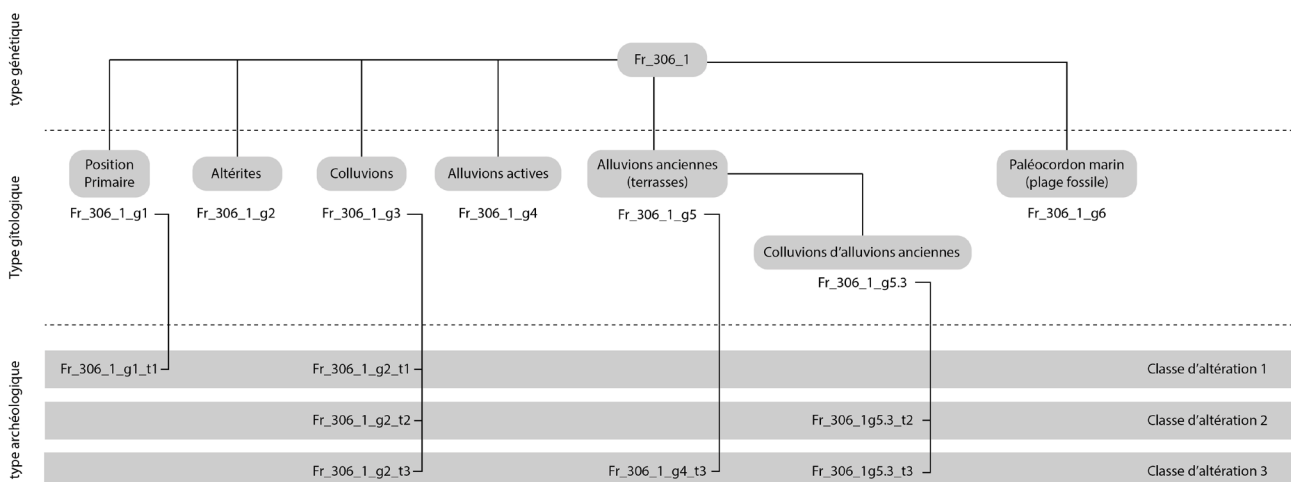 type génétique
Fr_306_1
Type gîtologique
Position
Primaire
Altérites
Colluvions
Alluvions actives
Alluvions anciennes
(terrasses)
Paléocordon marin
(plage fossile)
Fr_306_1_g1
Fr_306_1_g2
Fr_306_1_g3
Fr_306_1_g4
Fr_306_1_g5
Fr_306_1_g6
Colluvions d'alluvions anciennes
Fr_306_1_g5.3
type archéologique
Fr_306_1_g1_t1
Fr_306_1_g2_t1
Classe d'altération 1
Fr_306_1_g2_t2
Fr_306_1g5.3_t2
Classe d'altération 2
Fr_306_1_g2_t3
Fr_306_1_g4_t3
Fr_306_1g5.3_t3
Classe d'altération 3